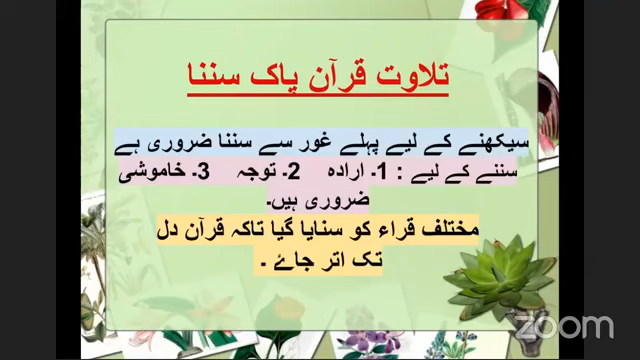 تلاوت قرآن پاک سننا
سیکھنے کے لیے پہلے غور سے سننا ضروری ہے
سننے کے لیے : 1۔ ارادہ 2۔ توجہ 3۔ خاموشی
ضروری ہیں۔
مختلف قراء کو سنایا گیا تاکہ قرآن دل
تک اتر جاۓ ۔
zoom